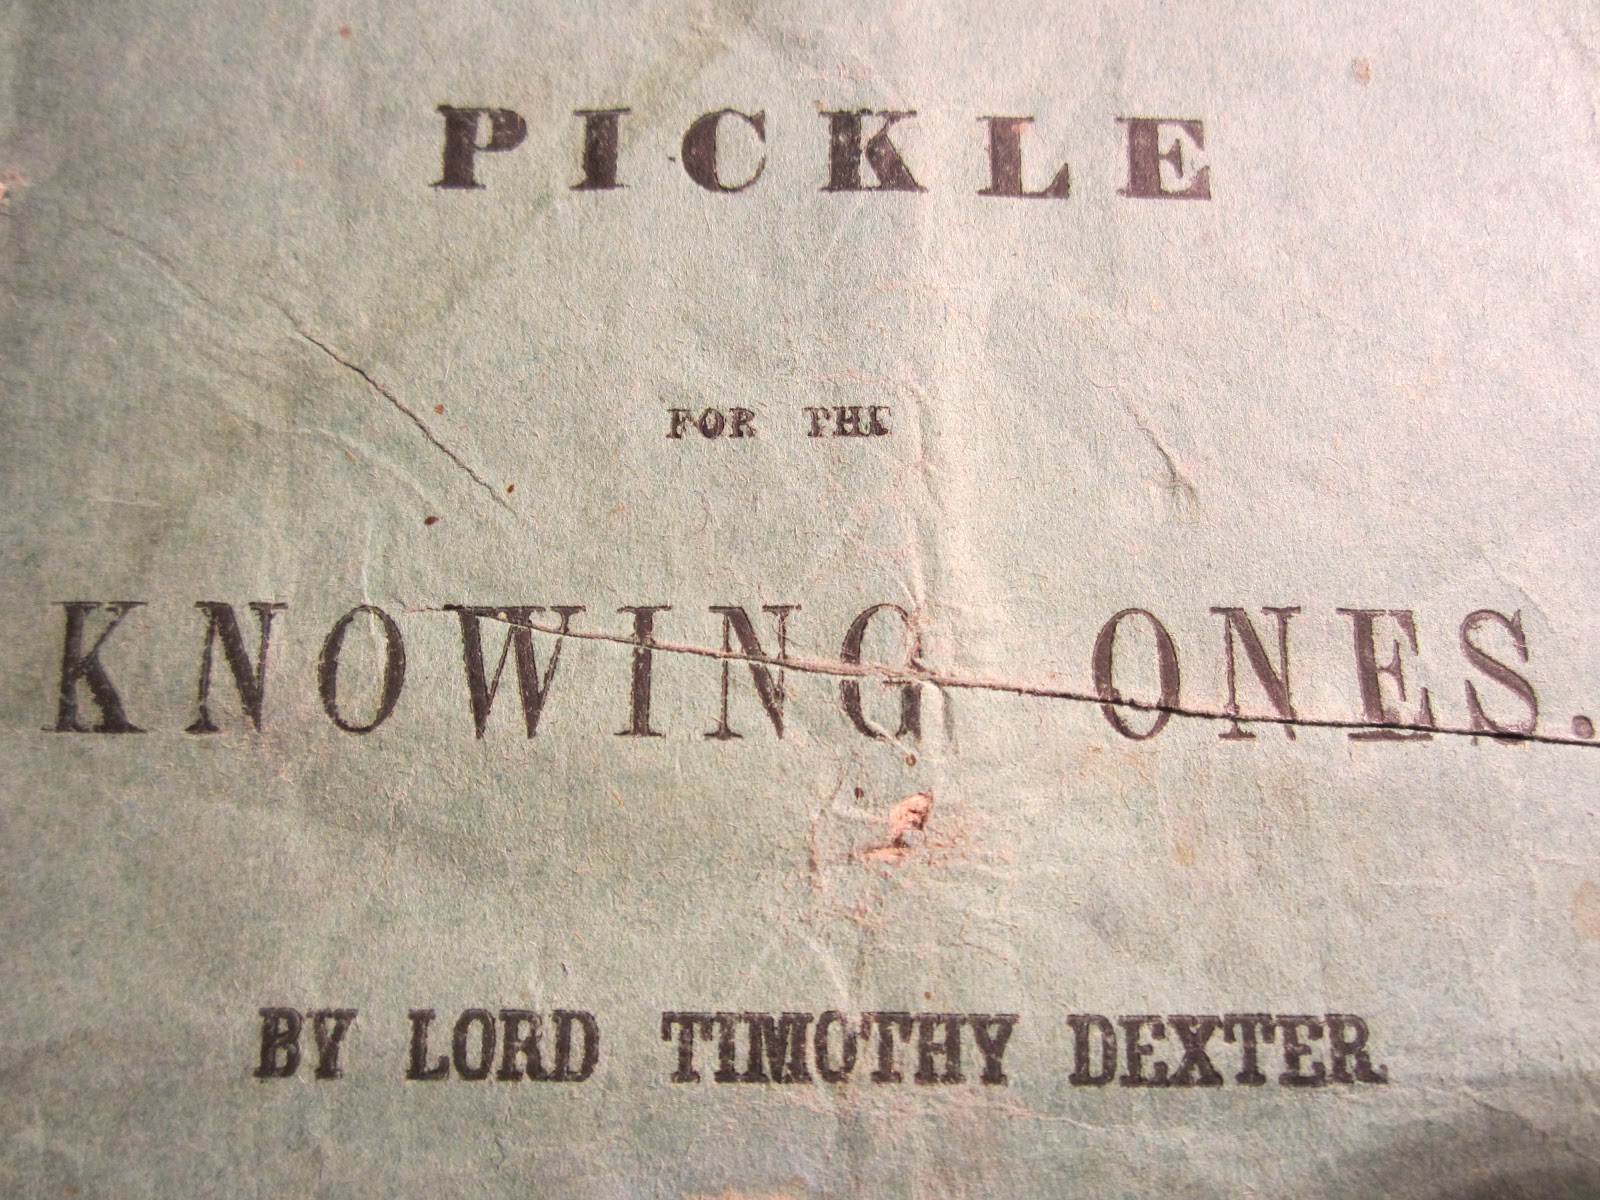 PICKLE
FOR THE
KNOWING ONES.
BY LORD TIMOTHY DEXTER